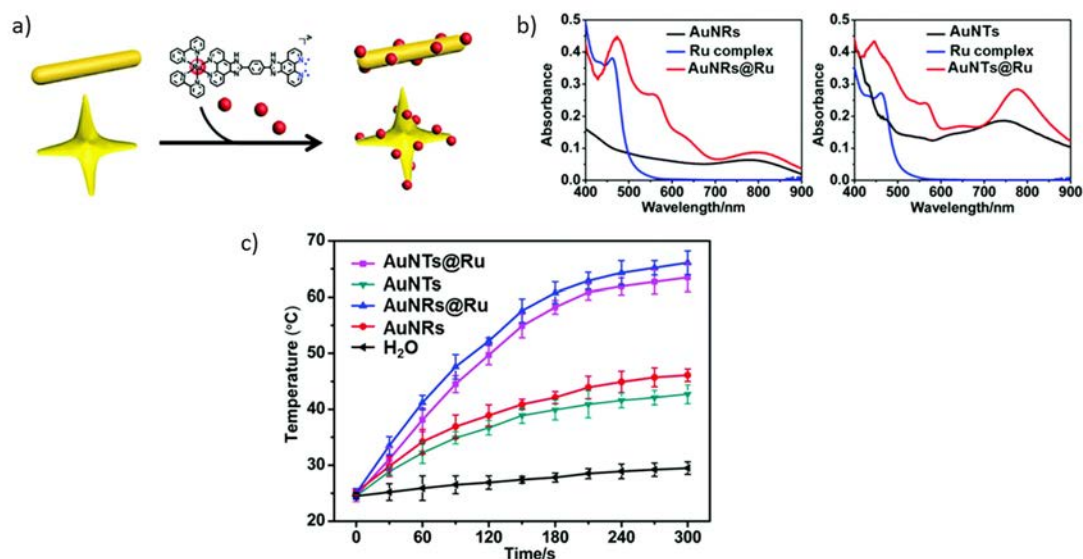 a)
b)
0.5
0.4
0.3
0.2
0.1
0.0
Absorbance
AuNRs
Ru complex
AuNRs@Ru
400 500 600 700 800 900
Wavelength/nm
0.5
0.4
0.3
0.2
0.1
0.0
Absorbance
AuNTs
Ru complex
AuNTs@Ru
400 500 600 700 800 900
Wavelength/nm
c)
70
60
50
40
30
20
Temperature (°C)
AuNTs@Ru
AuNTs
AuNRs@Ru
AuNRs
H₂O
0 60 120 180 240 300
Time/s